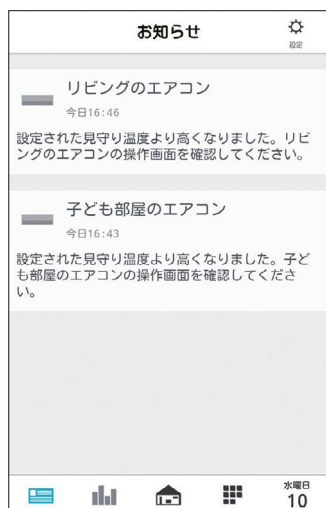 お知らせ
設定
リビングのエアコン
今日16:46
設定された見守り温度より高くなりました。リビ
ングのエアコンの操作画面を確認してください。
子ども部屋のエアコン
今日16:43
設定された見守り温度より高くなりました。子ど
も部屋のエアコンの操作画面を確認してくださ
い。
水曜日
10